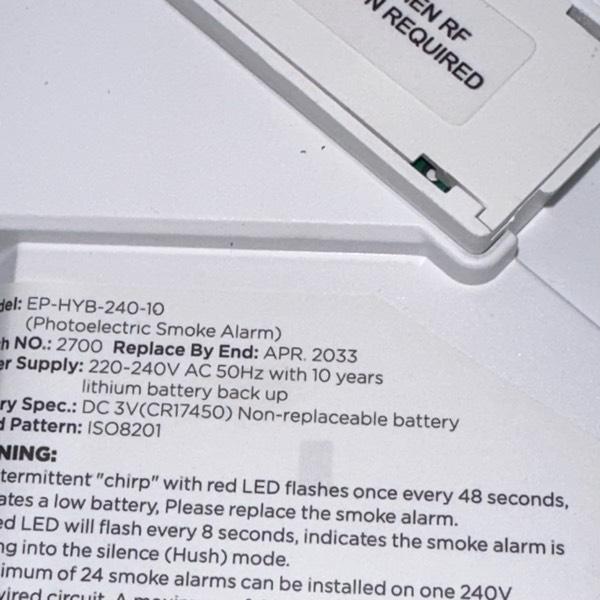 EN RF
N REQUIRED
del: EP-HYB-240-10
(Photoelectric Smoke Alarm)
h NO.: 2700 Replace By End: APR. 2033
er Supply: 220-240V AC 50Hz with 10 years
lithium battery back up
ry Spec.: DC 3V(CR17450) Non-replaceable battery
d Pattern: ISO8201
NING:
termittent "chirp" with red LED flashes once every 48 seconds,
ates a low battery, Please replace the smoke alarm.
ed LED will flash every 8 seconds, indicates the smoke alarm is
ng into the silence (Hush) mode.
imum of 24 smoke alarms can be installed on one 240V
wired circuit. A